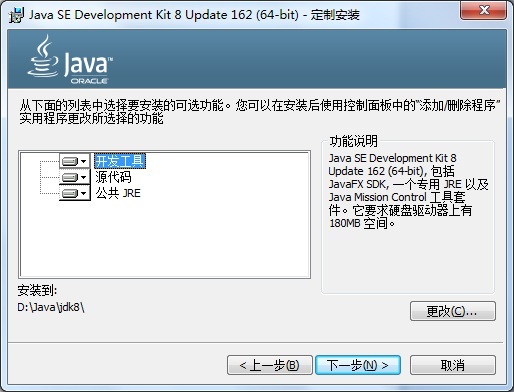 Java SE Development Kit 8 Update 162 (64-bit) - 定制安装
Java™
ORACLE
从下面的列表中选择要安装的可选功能。您可以在安装后使用控制面板中的“添加/删除程序”
实用程序更改所选择的功能
开发工具
源代码
公共 JRE
功能说明
Java SE Development Kit 8
Update 162 (64-bit), 包括
JavaFX SDK, 一个专用 JRE 以及
Java Mission Control 工具套
件。它要求硬盘驱动器上有
180MB 空间。
安装到:
D:\Java\jdk8\
更改(C)...
< 上一步(B)
下一步(N) >
取消